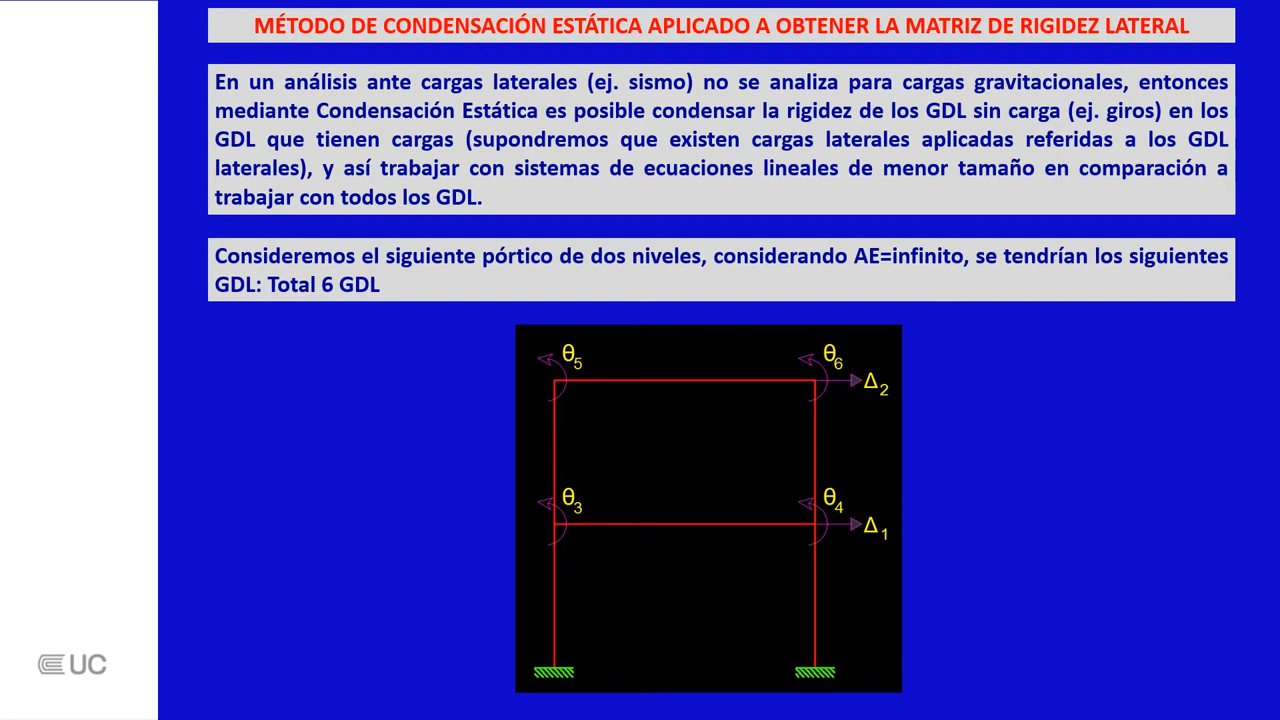 MÉTODO DE CONDENSACIÓN ESTÁTICA APLICADO A OBTENER LA MATRIZ DE RIGIDEZ LATERAL
En un análisis ante cargas laterales (ej. sismo) no se analiza para cargas gravitacionales, entonces
mediante Condensación Estática es posible condensar la rigidez de los GDL sin carga (ej. giros) en los
GDL que tienen cargas (supondremos que existen cargas laterales aplicadas referidas a los GDL
laterales), y así trabajar con sistemas de ecuaciones lineales de menor tamaño en comparación a
trabajar con todos los GDL.
Consideremos el siguiente pórtico de dos niveles, considerando AE=infinito, se tendrían los siguientes
GDL: Total 6 GDL
θ5 θ6
Δ2
θ3 θ4
Δ1
UC